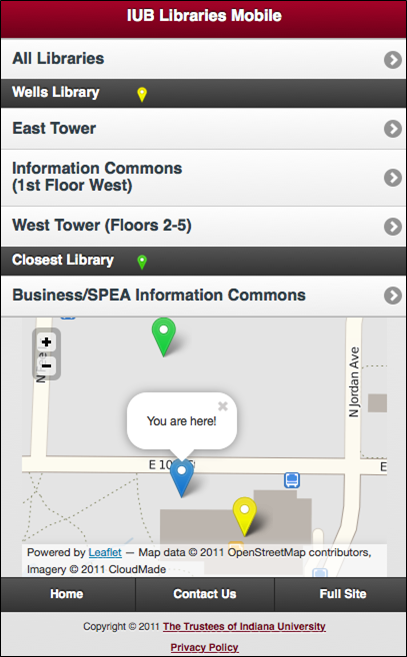 IUB Libraries Mobile
All Libraries
Wells Library
East Tower
Information Commons
(1st Floor West)
West Tower (Floors 2-5)
Closest Library
Business/SPEA Information Commons
+
−
N
N Jordan Ave
You are here!
×
E 10
E
Powered by Leaflet — Map data © 2011 OpenStreetMap contributors,
Imagery © 2011 CloudMade
Home Contact Us Full Site
Copyright © 2011 The Trustees of Indiana University
Privacy Policy